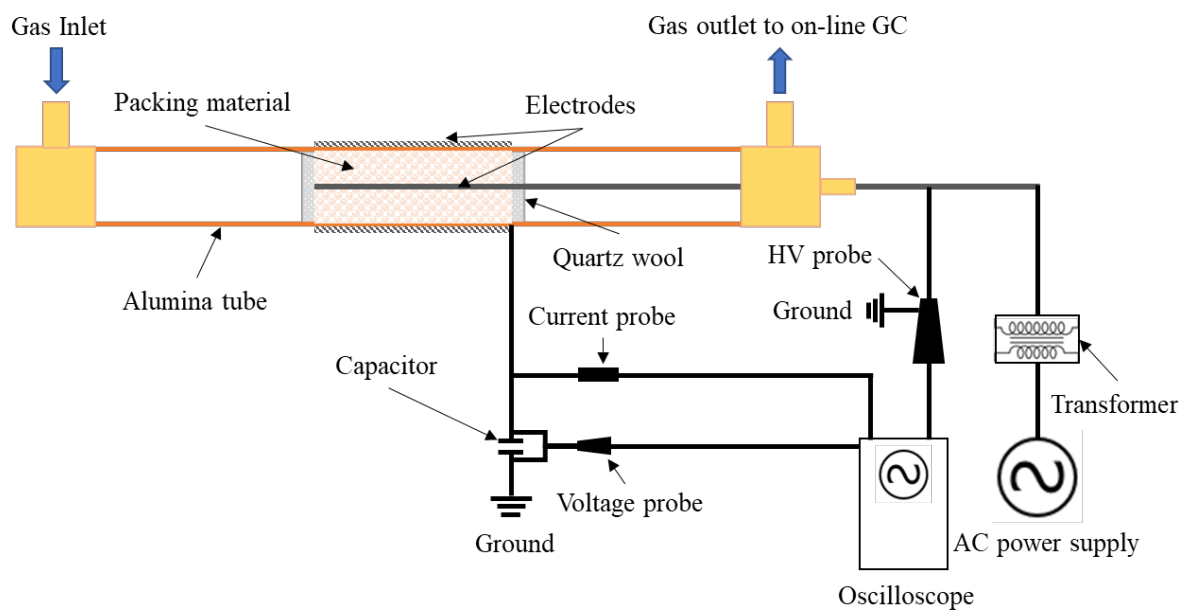 Gas Inlet
Gas outlet to on-line GC
Packing material
Electrodes
Quartz wool
HV probe
Alumina tube
Ground
Current probe
Capacitor
Transformer
Voltage probe
Ground
AC power supply
Oscilloscope